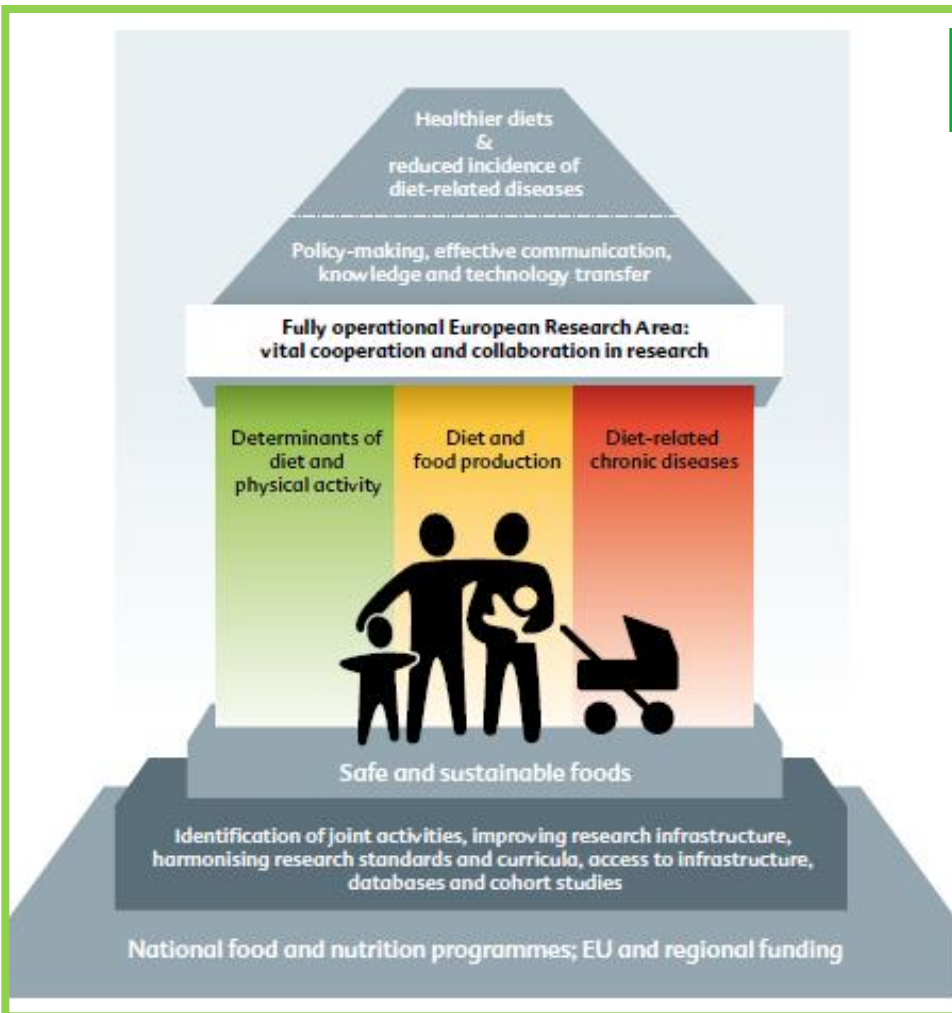 Healthier diets
&
reduced incidence of
diet-related diseases
Policy-making, effective communication,
knowledge and technology transfer
Fully operational European Research Area:
vital cooperation and collaboration in research
Determinants of
diet and
physical activity
Diet and
food production
Diet-related
chronic diseases
Safe and sustainable foods
Identification of joint activities, improving research infrastructure,
harmonising research standards and curricula, access to infrastructure,
databases and cohort studies
National food and nutrition programmes; EU and regional funding